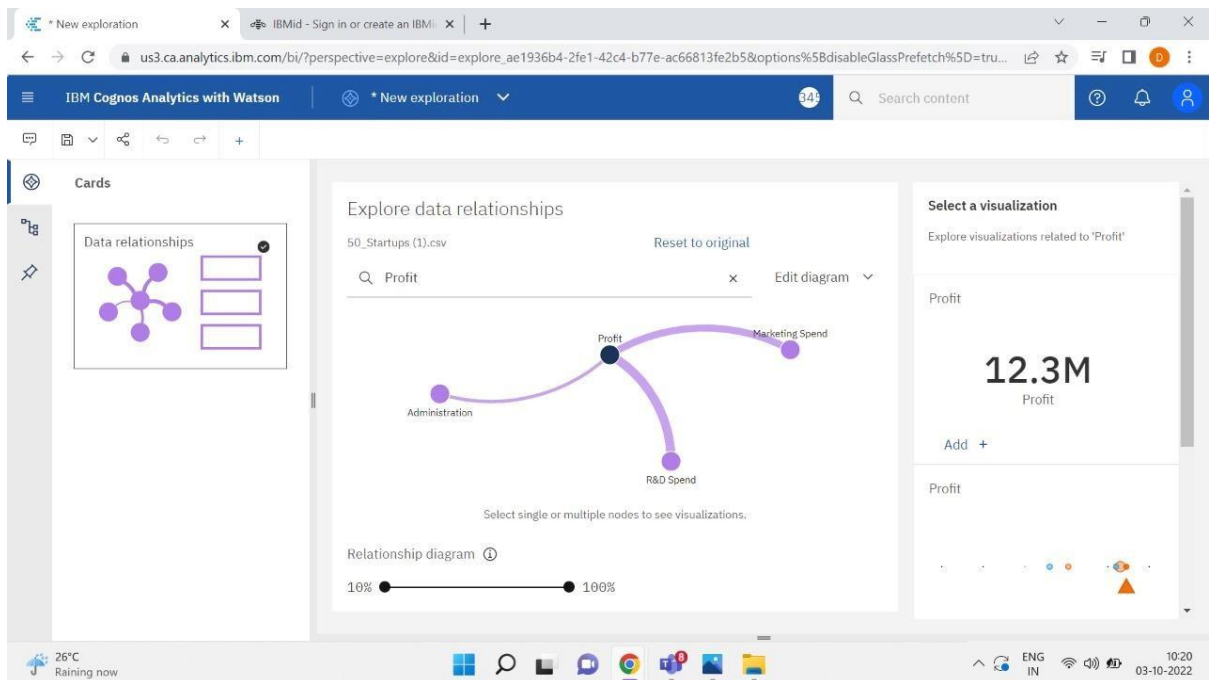 * New exploration
IBMid - Sign in or create an IBMi
us3.ca.analytics.ibm.com/bi/?perspective=explore&id=explore_ae1936b4-2fe1-42c4-b77e-ac66813fe2b5&options%5BdisableGlassPrefetch%5D=tru...
D
IBM Cognos Analytics with Watson
* New exploration
345
Search content
Cards
Data relationships
Explore data relationships
50_Startups (1).csv
Reset to original
Profit
Edit diagram
Profit
Marketing Spend
Administration
R&D Spend
Select single or multiple nodes to see visualizations.
Relationship diagram
10%
100%
Select a visualization
Explore visualizations related to 'Profit'
Profit
12.3M
Profit
Add +
Profit
26°C
Raining now
8
ENG
IN
10:20
03-10-2022